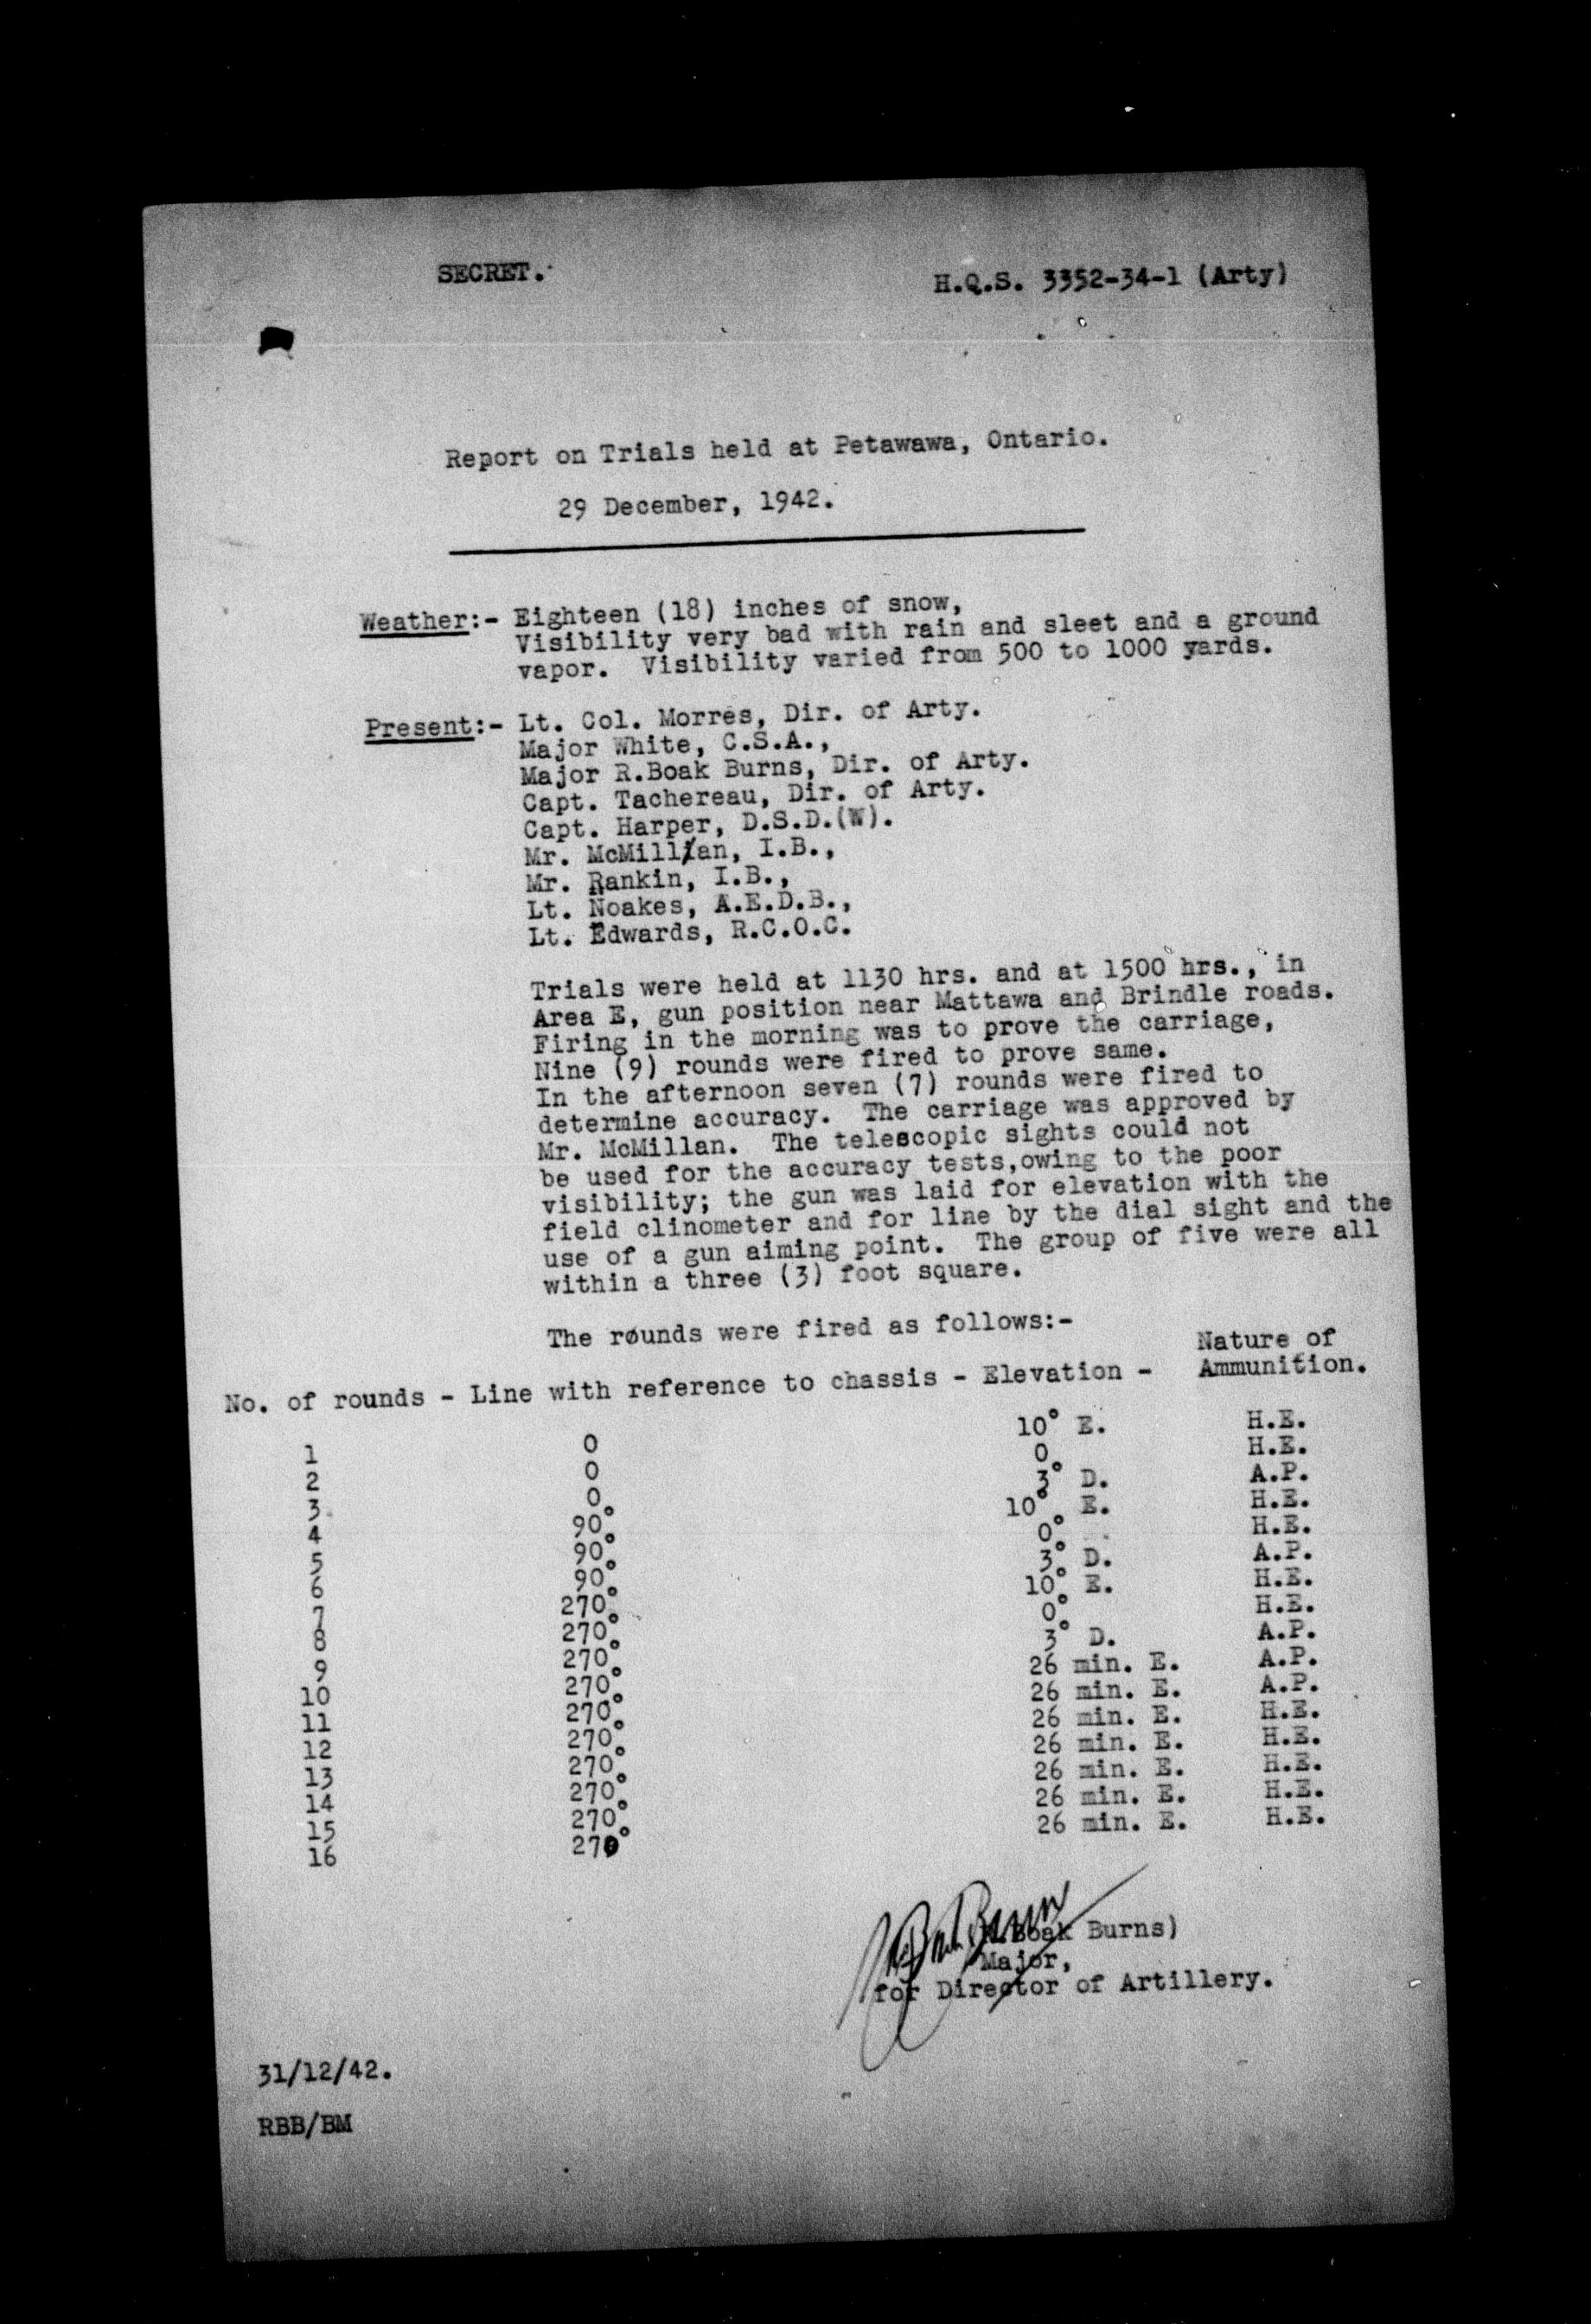 SECRET.
H.Q.S. 3352-34-1 (Arty)
Report on Trials held at Petawawa, Ontario.
29 December, 1942.
Weather:- Eighteen (18) inches of snow,
Visibility very bad with rain and sleet and a ground
vapor. Visibility varied from 500 to 1000 yards.
Present:- Lt. Col. Morres, Dir. of Arty.
Major White, C.S.A.,
Major R.Boak Burns, Dir. of Arty.
Capt. Tachereau, Dir. of Arty.
Capt. Harper, D.S.D.(W).
Mr. McMillan, I.B.,
Mr. Rankin, I.B.,
Lt. Noakes, A.E.D.B.,
Lt. Edwards, R.C.O.C.
Trials were held at 1130 hrs. and at 1500 hrs., in
Area E, gun position near Mattawa and Brindle roads.
Firing in the morning was to prove the carriage,
Nine (9) rounds were fired to prove same.
In the afternoon seven (7) rounds were fired to
determine accuracy. The carriage was approved by
Mr. McMillan. The telescopic sights could not
be used for the accuracy tests,owing to the poor
visibility; the gun was laid for elevation with the
field clinometer and for line by the dial sight and the
use of a gun aiming point. The group of five were all
within a three (3) foot square.
The rounds were fired as follows:-
No. of rounds - Line with reference to chassis - Elevation - Nature of Ammunition.
1 0 10° E. H.E.
2 0 0 H.E.
3 0 3° D. A.P.
4 90° 10° E. H.E.
5 90° 0° H.E.
6 90° 3° D. A.P.
7 270° 10° E. H.E.
8 270° 0° H.E.
9 270° 3° D. A.P.
10 270° 26 min. E. A.P.
11 270° 26 min. E. A.P.
12 270° 26 min. E. H.E.
13 270° 26 min. E. H.E.
14 270° 26 min. E. H.E.
15 270° 26 min. E. H.E.
16 270° 26 min. E. H.E.
Boak Burns)
Major,
for Director of Artillery.
31/12/42.
RBB/BM